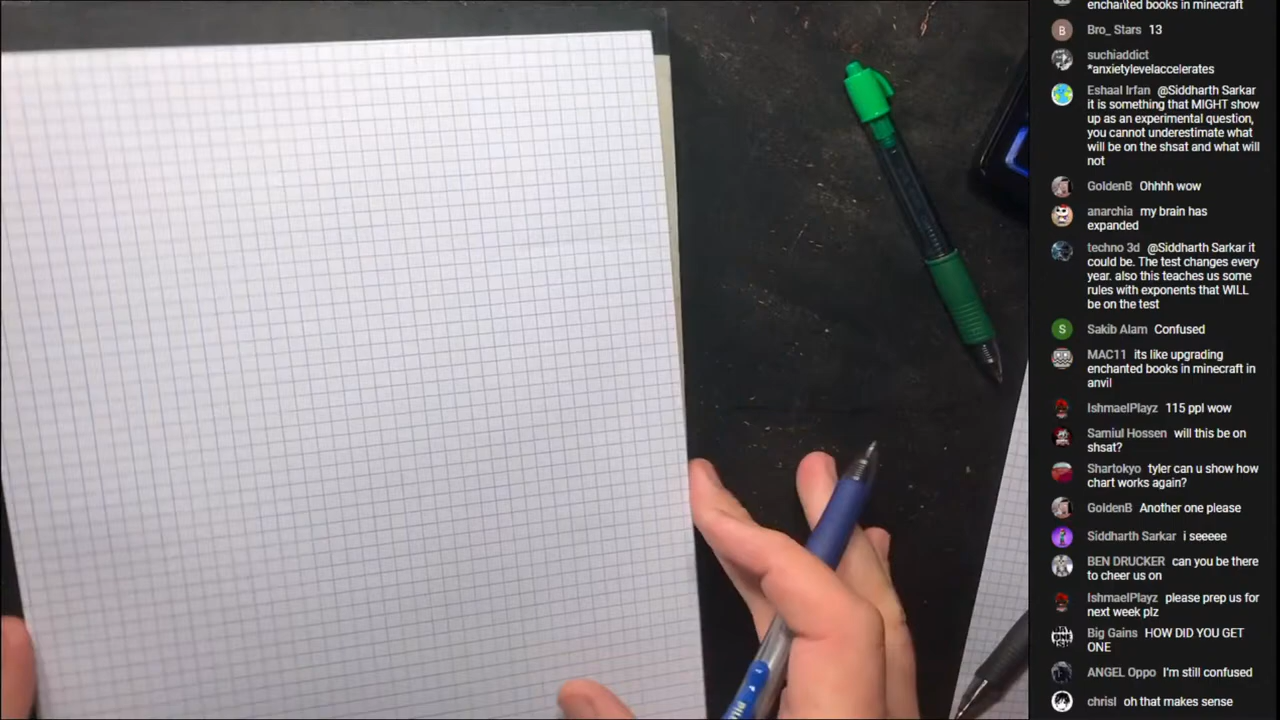 enchanted books in minecraft
Bro_ Stars 13
suchiaddict
*anxietylevelaccelerates
Eshaal Irfan @Siddharth Sarkar
it is something that MIGHT show
up as an experimental question,
you cannot underestimate what
will be on the shsat and what will
not
GoldenB Ohhhh wow
anarchia my brain has
expanded
techno 3d @Siddharth Sarkar it
could be. The test changes every
year. also this teaches us some
rules with exponents that WILL
be on the test
Sakib Alam Confused
MAC11 its like upgrading
enchanted books in minecraft in
anvil
IshmaelPlayz 115 ppl wow
Samiul Hossen will this be on
shsat?
Shartokyo tyler can u show how
chart works again?
GoldenB Another one please
Siddharth Sarkar i seeeee
BEN DRUCKER can you be there
to cheer us on
IshmaelPlayz please prep us for
next week plz
Big Gains HOW DID YOU GET
ONE
ANGEL Oppo I'm still confused
chrisl oh that makes sense